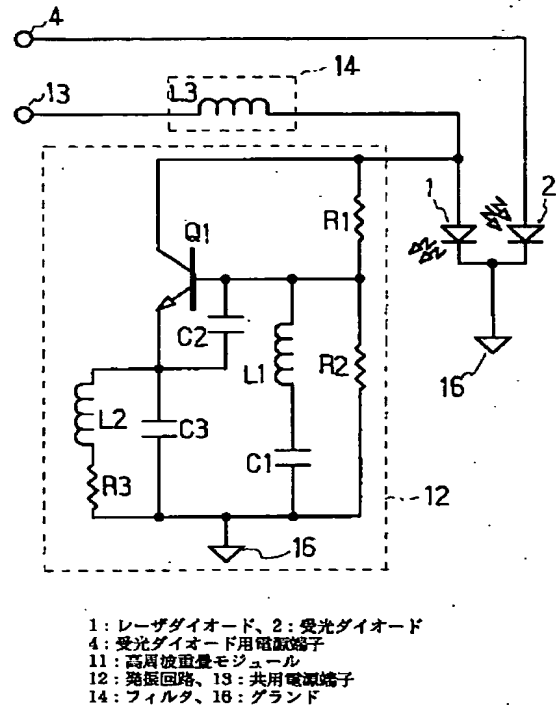 4
13
14
L3
1
2
R1
Q1
C2
L1
R2
16
L2
C3
R3
C1
12
16
1:レーザダイオード、2:受光ダイオード
4:受光ダイオード用電源端子
11:高周波重畳モジュール
12:発振回路、13:共用電源端子
14:フィルタ、16:グランド